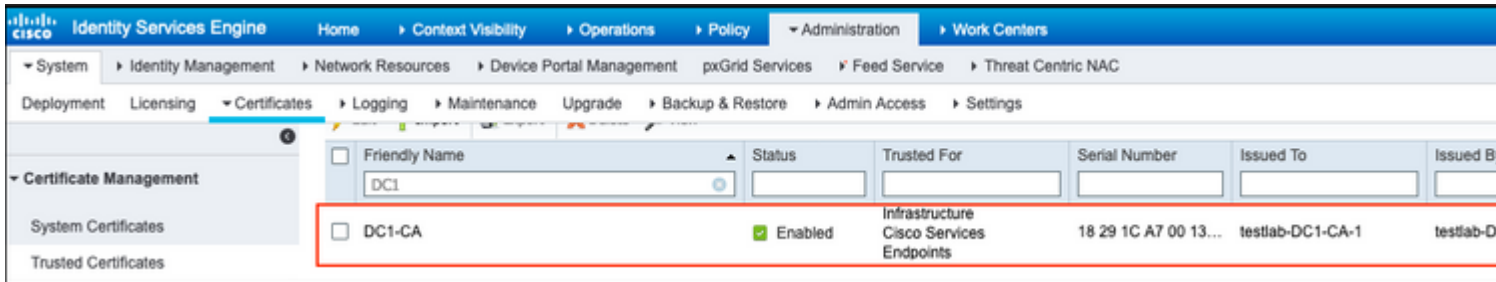 cisco Identity Services Engine Home Context Visibility Operations Policy Administration Work Centers
System Identity Management Network Resources Device Portal Management pxGrid Services Feed Service Threat Centric NAC
Deployment Licensing Certificates Logging Maintenance Upgrade Backup & Restore Admin Access Settings
Friendly Name Status Trusted For Serial Number Issued To Issued B
Certificate Management
DC1
System Certificates
DC1-CA Enabled Infrastructure
Cisco Services
Endpoints
18 29 1C A7 00 13... testlab-DC1-CA-1 testlab-D
Trusted Certificates